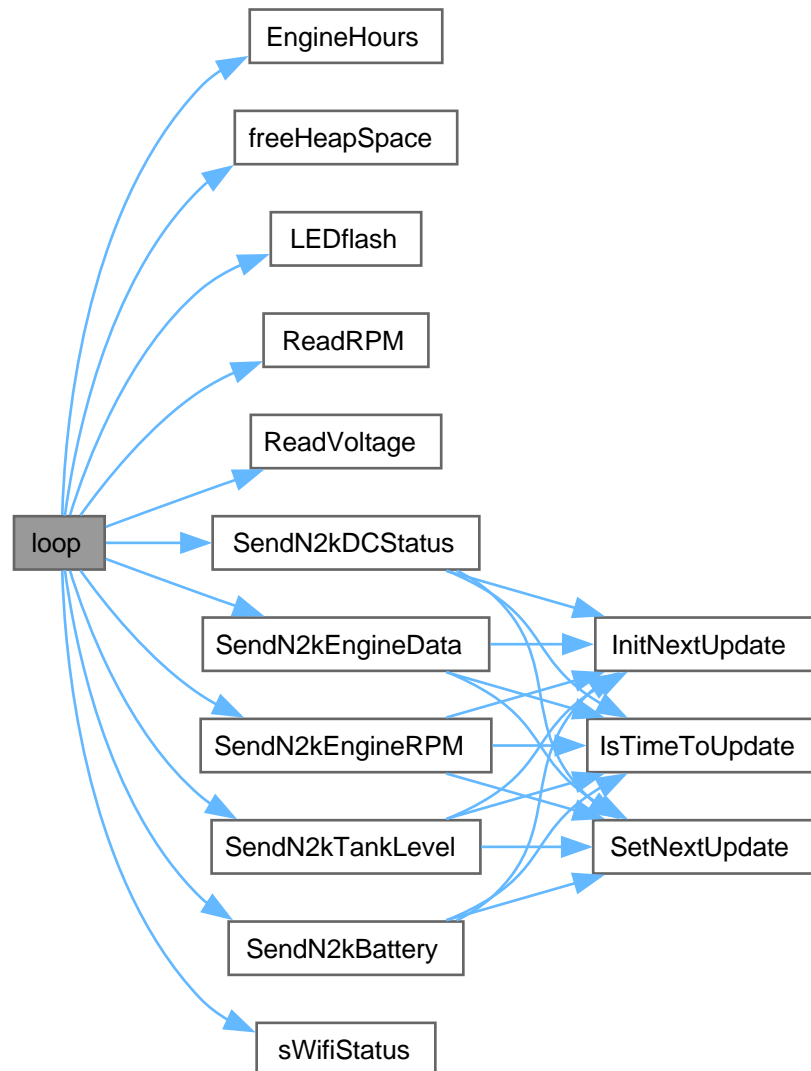 EngineHours
freeHeapSpace
LEDflash
ReadRPM
ReadVoltage
loop
SendN2kDCStatus
SendN2kEngineData
InitNextUpdate
SendN2kEngineRPM
IsTimeToUpdate
SendN2kTankLevel
SetNextUpdate
SendN2kBattery
sWifiStatus